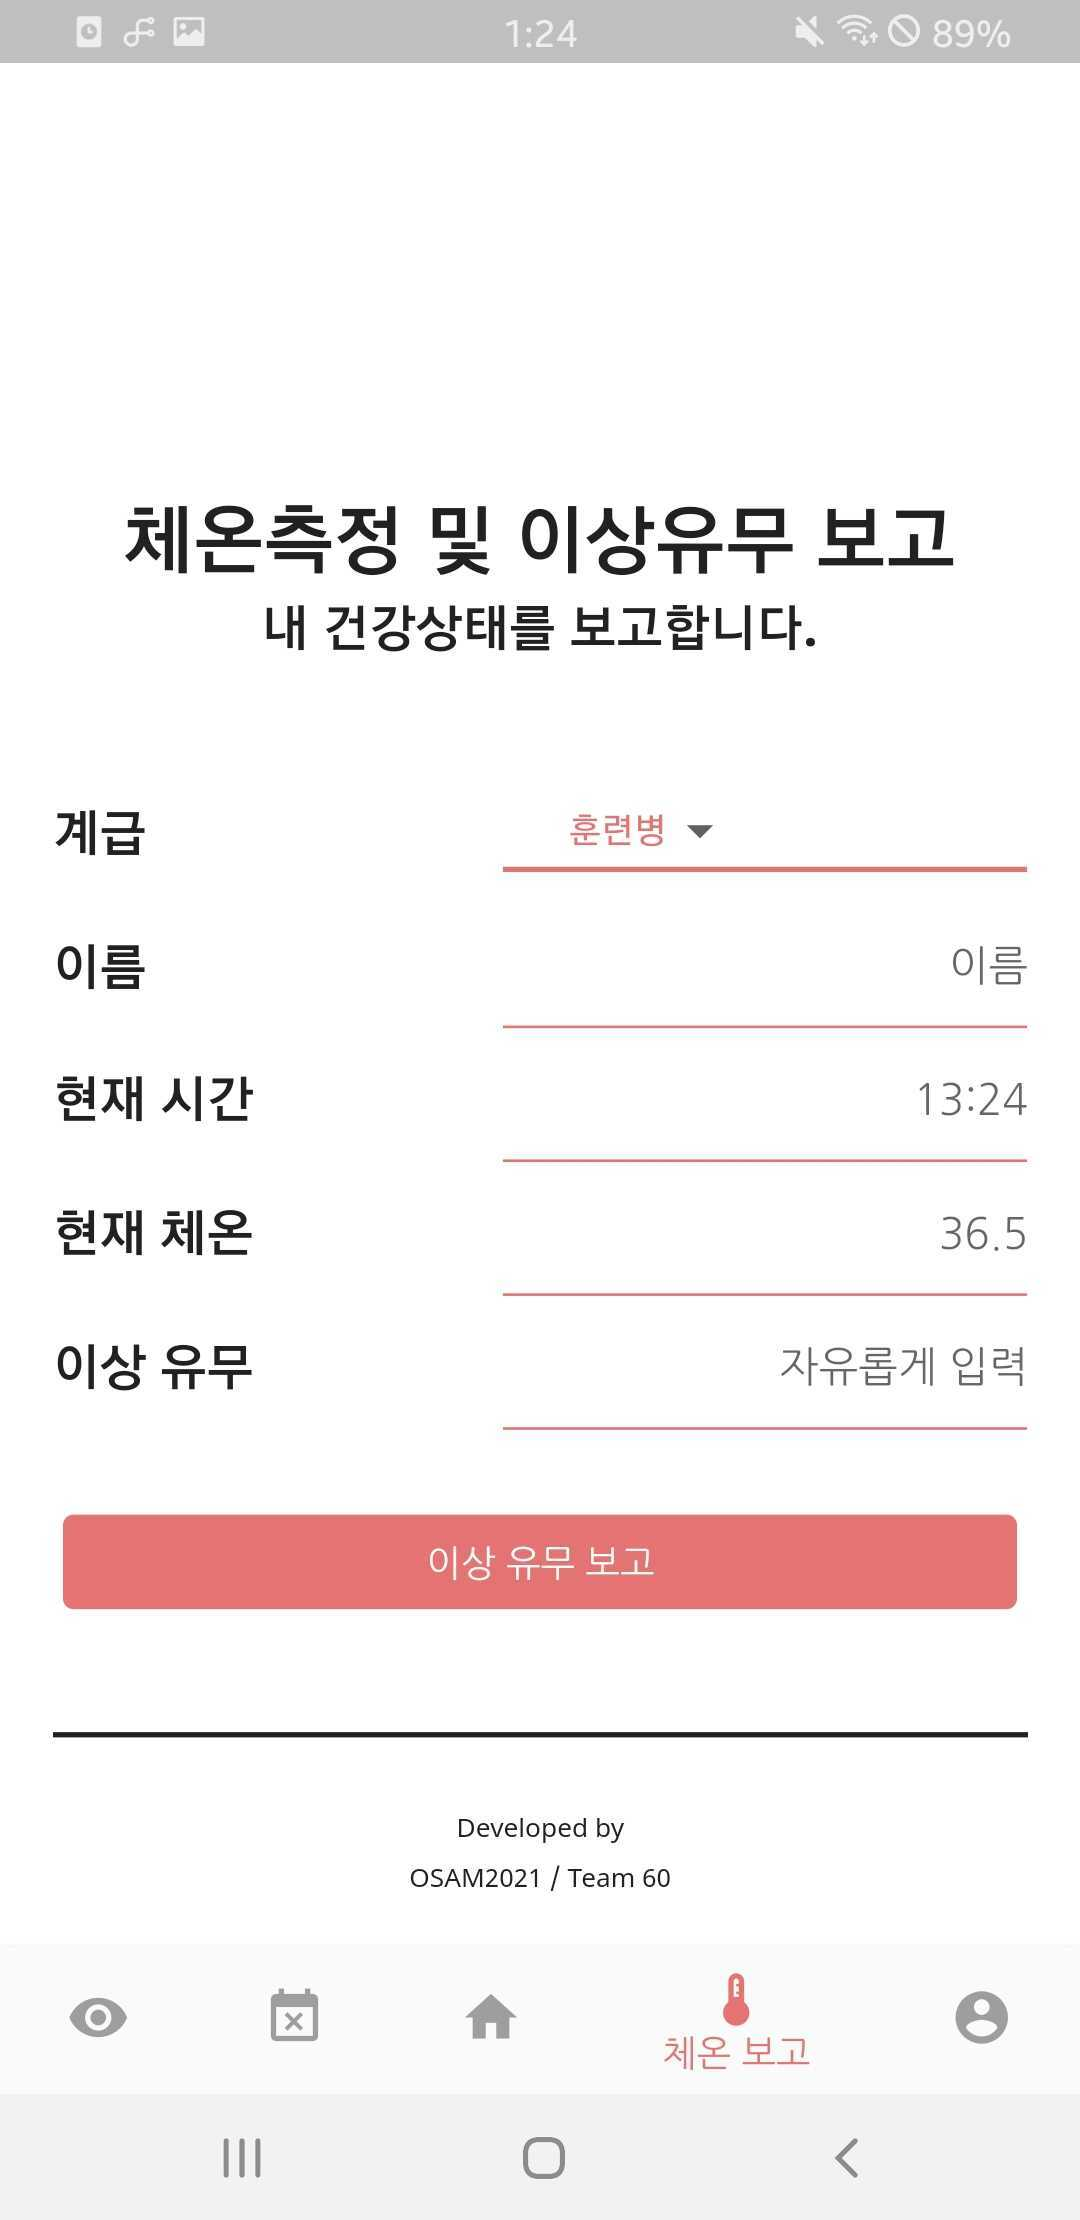 1:24
89%
체온측정 및 이상유무 보고
내 건강상태를 보고합니다.
계급 훈련병
이름 이름
현재 시간 13:24
현재 체온 36.5
이상 유무 자유롭게 입력
이상 유무 보고
Developed by
OSAM2021 / Team 60
체온 보고